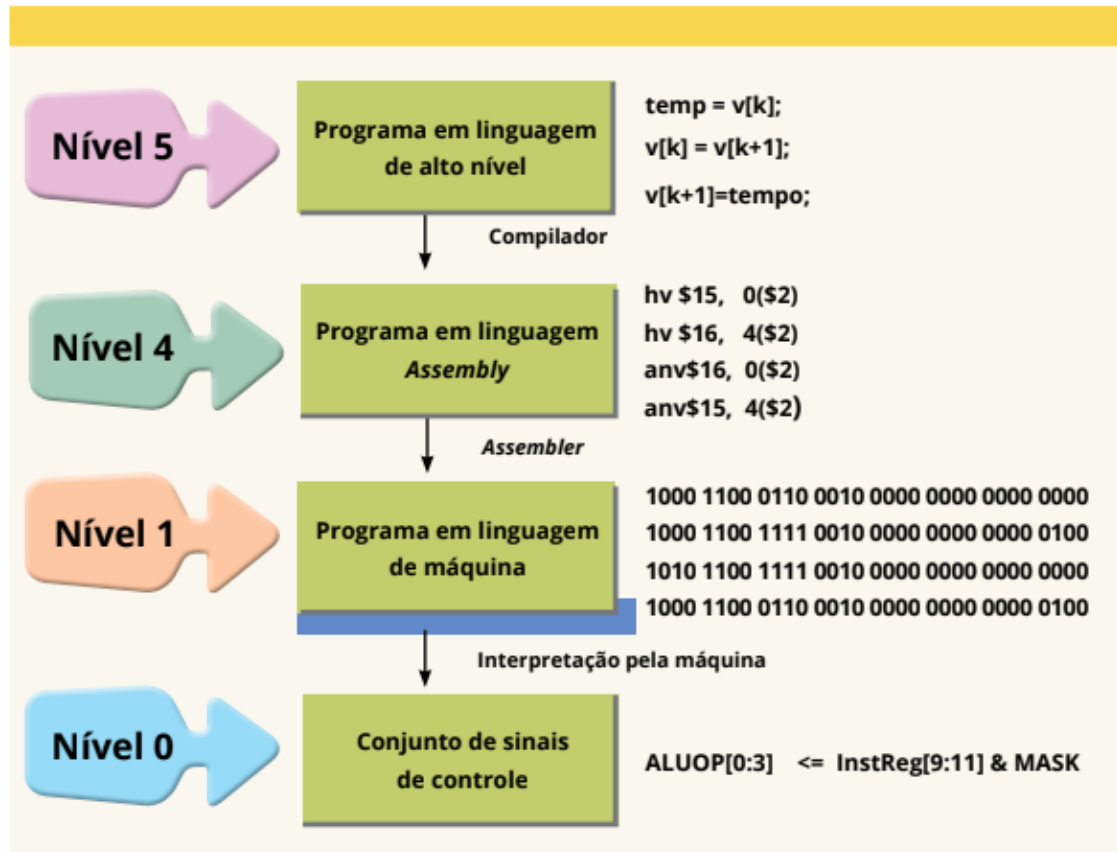 Nível 5
Programa em linguagem
de alto nível
temp = v[k];
v[k] = v[k+1];
v[k+1]=tempo;
Compilador
Nível 4
Programa em linguagem
Assembly
hv $15, 0($2)
hv $16, 4($2)
anv$16, 0($2)
anv$15, 4($2)
Assembler
Nível 1
Programa em linguagem
de máquina
1000 1100 0110 0010 0000 0000 0000 0000
1000 1100 1111 0010 0000 0000 0000 0100
1010 1100 1111 0010 0000 0000 0000 0000
1000 1100 0110 0010 0000 0000 0000 0100
Interpretação pela máquina
Nível 0
Conjunto de sinais
de controle
ALUOP[0:3] <= InstReg[9:11] & MASK